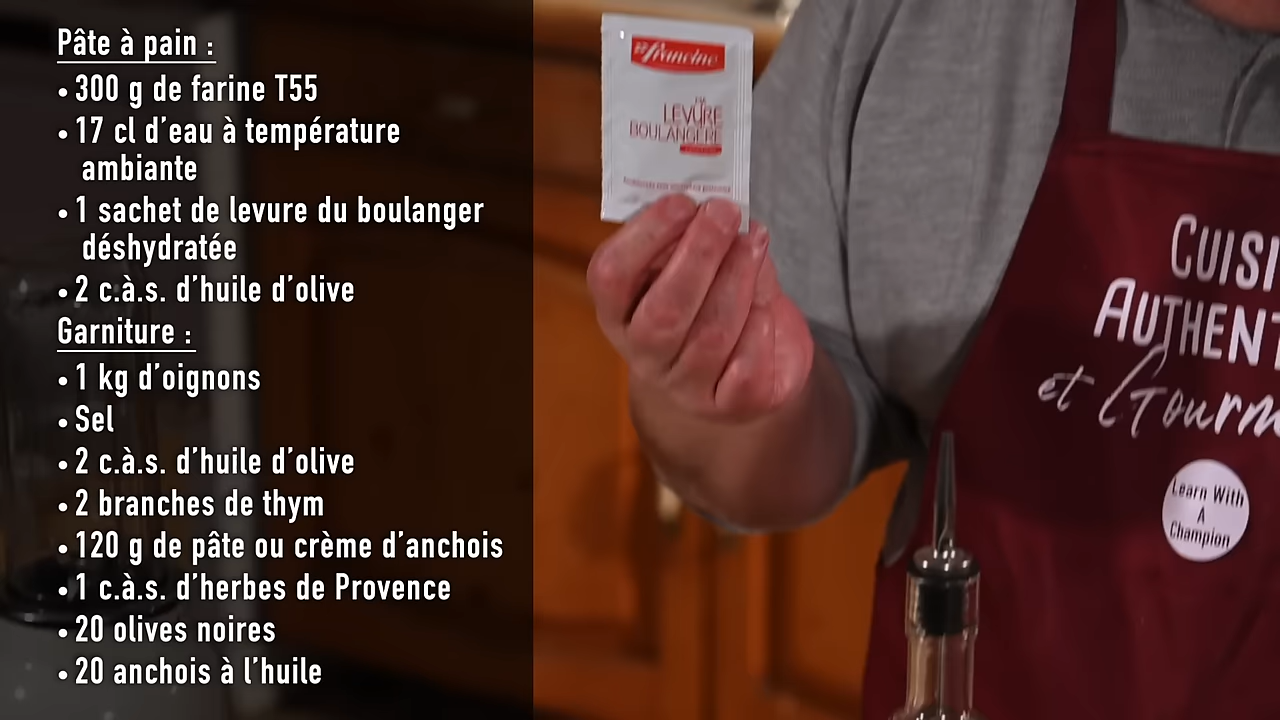 Pâte à pain :
• 300 g de farine T55
• 17 cl d'eau à température
ambiante
• 1 sachet de levure du boulanger
déshydratée
• 2 c.à.s. d'huile d'olive
Garniture :
• 1 kg d'oignons
• Sel
• 2 c.à.s. d'huile d'olive
• 2 branches de thym
• 120 g de pâte ou crème d'anchois
• 1 c.à.s. d'herbes de Provence
• 20 olives noires
• 20 anchois à l'huile
francine
LEVURE
BOULANGÈRE
CUISI
AUTHENT
et Gourm
Learn With
A
Champion